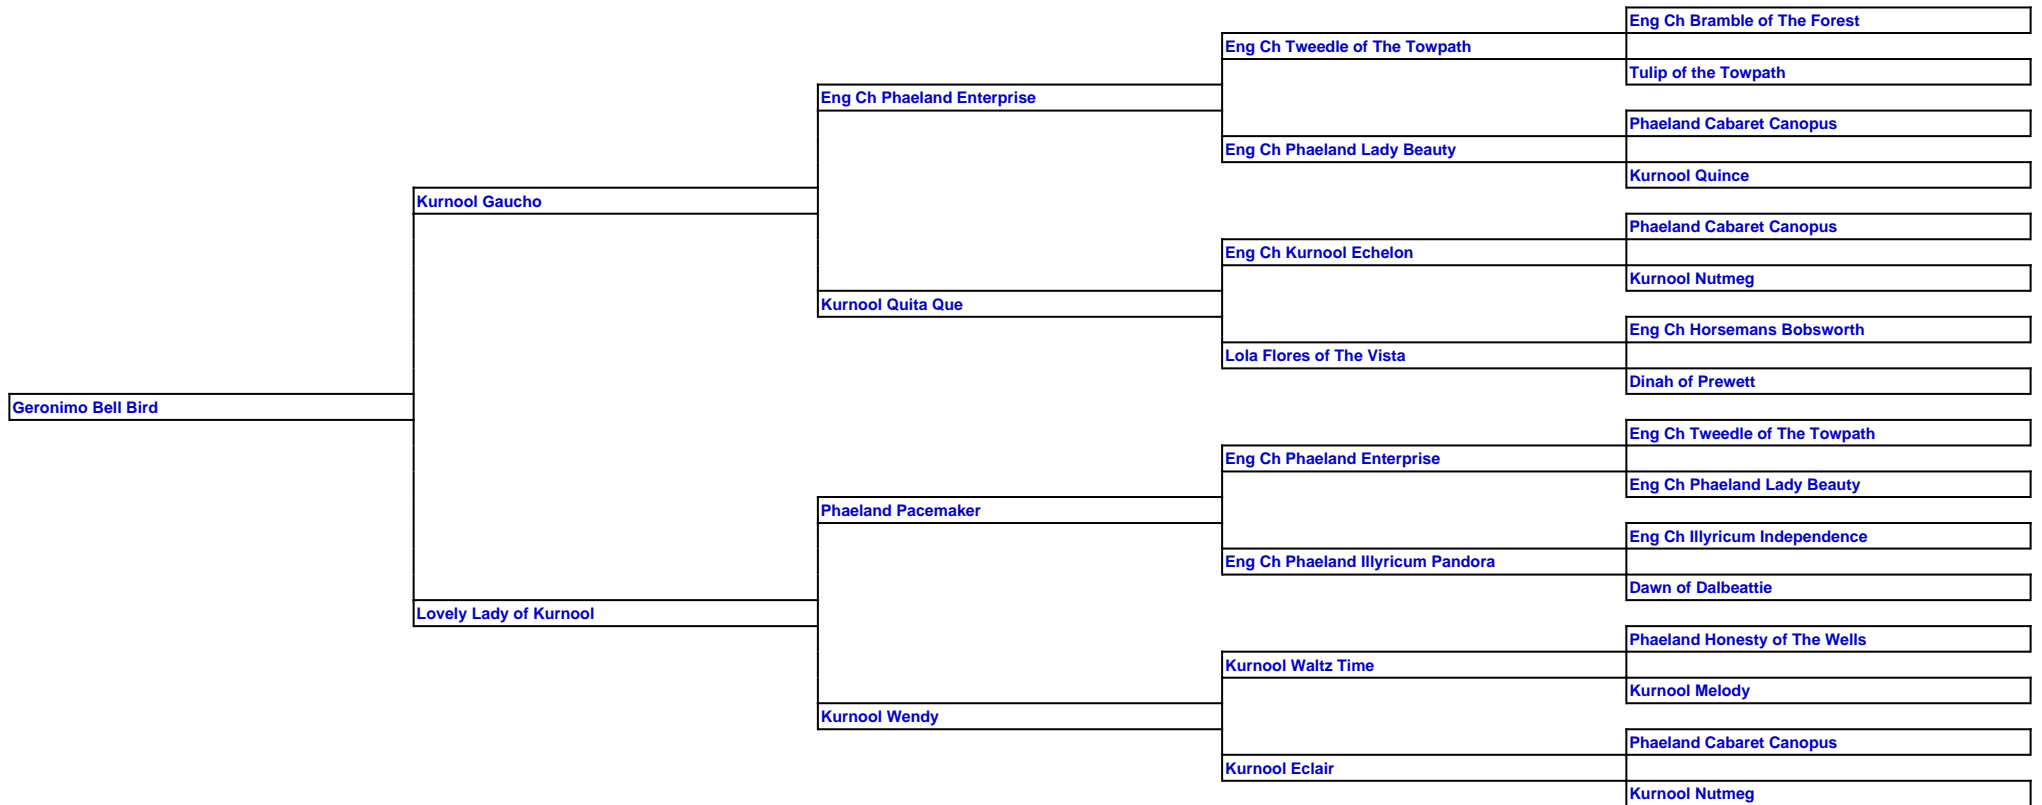 Eng Ch Bramble of The Forest
Eng Ch Tweedle of The Towpath
Tulip of the Towpath
Eng Ch Phaeland Enterprise
Phaeland Cabaret Canopus
Eng Ch Phaeland Lady Beauty
Kurnool Quince
Kurnool Gaucho
Phaeland Cabaret Canopus
Eng Ch Kurnool Echelon
Kurnool Nutmeg
Kurnool Quita Que
Eng Ch Horsemans Bobsworth
Lola Flores of The Vista
Dinah of Prewett
Geronimo Bell Bird
Eng Ch Tweedle of The Towpath
Eng Ch Phaeland Enterprise
Eng Ch Phaeland Lady Beauty
Phaeland Pacemaker
Eng Ch Illyricum Independence
Eng Ch Phaeland Illyricum Pandora
Dawn of Dalbeattie
Lovely Lady of Kurnool
Phaeland Honesty of The Wells
Kurnool Waltz Time
Kurnool Melody
Kurnool Wendy
Phaeland Cabaret Canopus
Kurnool Eclair
Kurnool Nutmeg